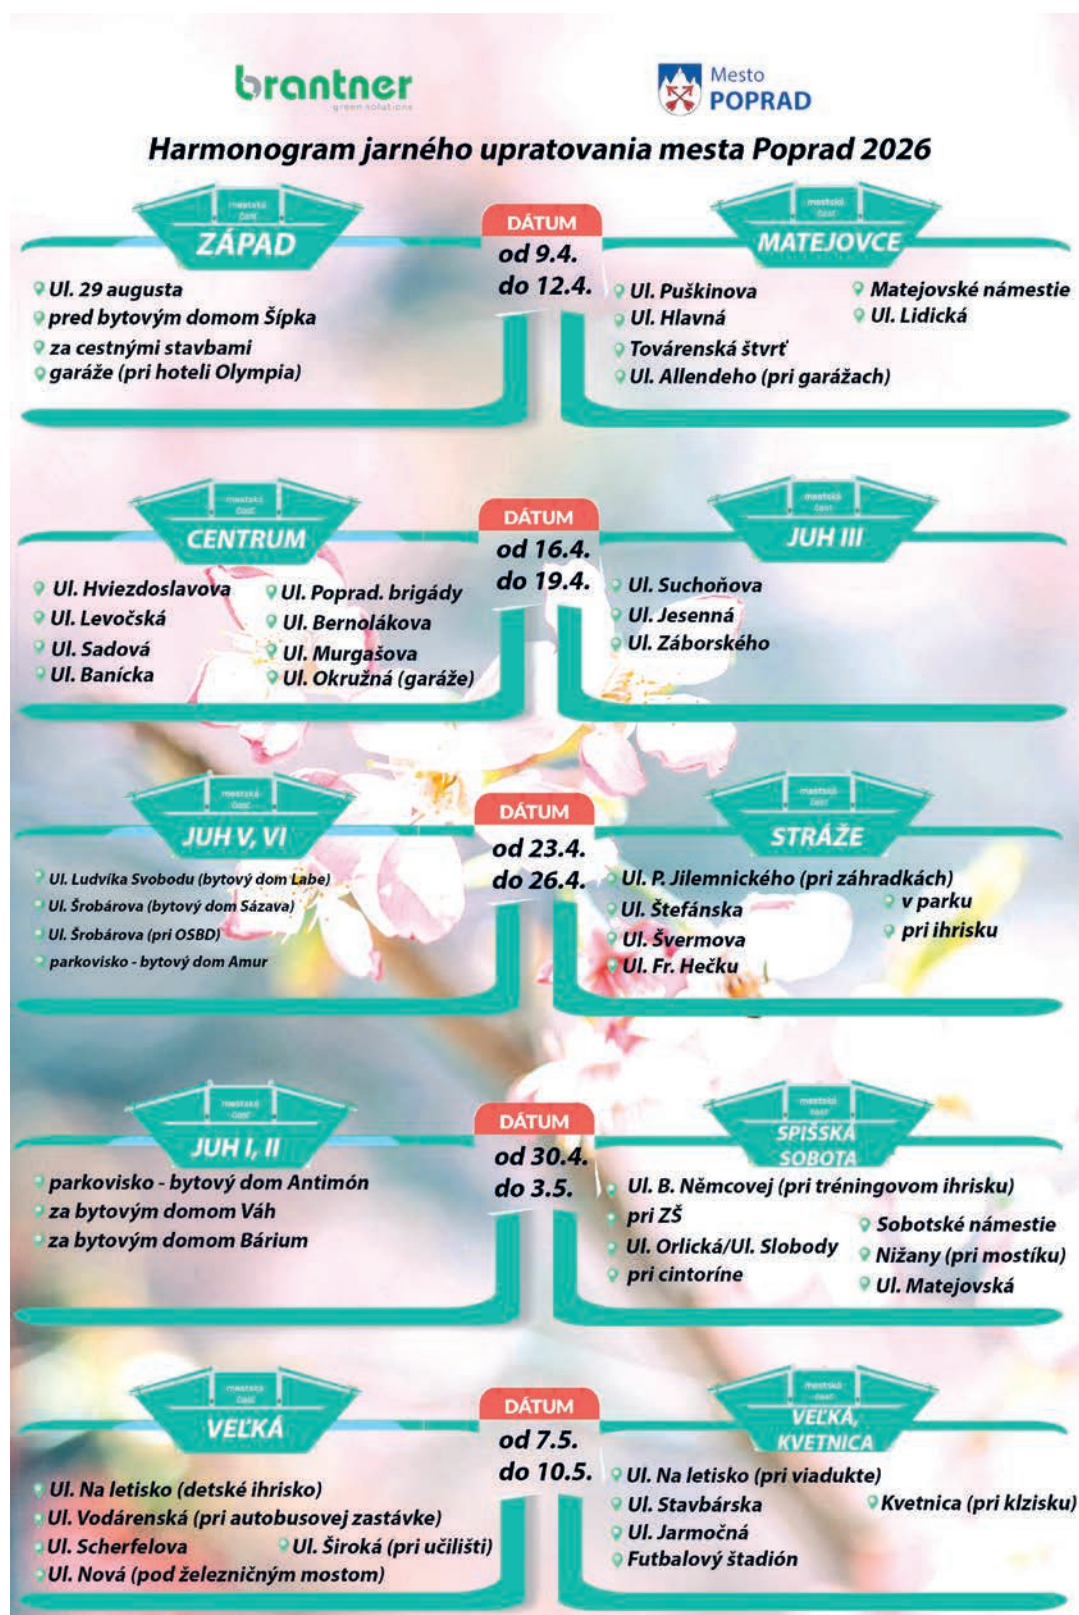 brantner
green solutions
Mesto
POPRAD
Harmonogram jarného upratovania mesta Poprad 2026
mestská
časť
ZÁPAD
Ul. 29 augusta
pred bytovým domom Šípka
za cestnými stavbami
garáže (pri hoteli Olympia)
DÁTUM
od 9.4.
do 12.4.
mestská
časť
MATEJOVCE
Ul. Puškinova
Ul. Hlavná
Továrenská štvrť
Ul. Allendeho (pri garážach)
Matejovské námestie
Ul. Lidická
mestská
časť
CENTRUM
Ul. Hviezdoslavova
Ul. Levočská
Ul. Sadová
Ul. Banícka
Ul. Poprad. brigády
Ul. Bernolákova
Ul. Murgašova
Ul. Okružná (garáže)
DÁTUM
od 16.4.
do 19.4.
mestská
časť
JUH III
Ul. Suchoňova
Ul. Jesenná
Ul. Záborského
mestská
časť
JUH V, VI
Ul. Ludvíka Svobodu (bytový dom Labe)
Ul. Šrobárova (bytový dom Sázava)
Ul. Šrobárova (pri OSBD)
parkovisko - bytový dom Amur
DÁTUM
od 23.4.
do 26.4.
mestská
časť
STRÁŽE
Ul. P. Jilemnického (pri záhradkách)
Ul. Štefánska
Ul. Švermova
Ul. Fr. Hečku
v parku
pri ihrisku
mestská
časť
JUH I, II
parkovisko - bytový dom Antimón
za bytovým domom Váh
za bytovým domom Bárium
DÁTUM
od 30.4.
do 3.5.
mestská
časť
SPIŠSKÁ
SOBOTA
Ul. B. Němcovej (pri tréningovom ihrisku)
pri ZŠ
Ul. Orlická/Ul. Slobody
pri cintoríne
Sobotské námestie
Nižany (pri mostíku)
Ul. Matejovská
mestská
časť
VEĽKÁ
Ul. Na letisko (detské ihrisko)
Ul. Vodárenská (pri autobusovej zastávke)
Ul. Scherfelova
Ul. Široká (pri učilišti)
Ul. Nová (pod železničným mostom)
DÁTUM
od 7.5.
do 10.5.
mestská
časť
VEĽKÁ,
KVETNICA
Ul. Na letisko (pri viadukte)
Ul. Stavbárska
Ul. Jarmočná
Futbalový štadión
Kvetnica (pri klzisku)